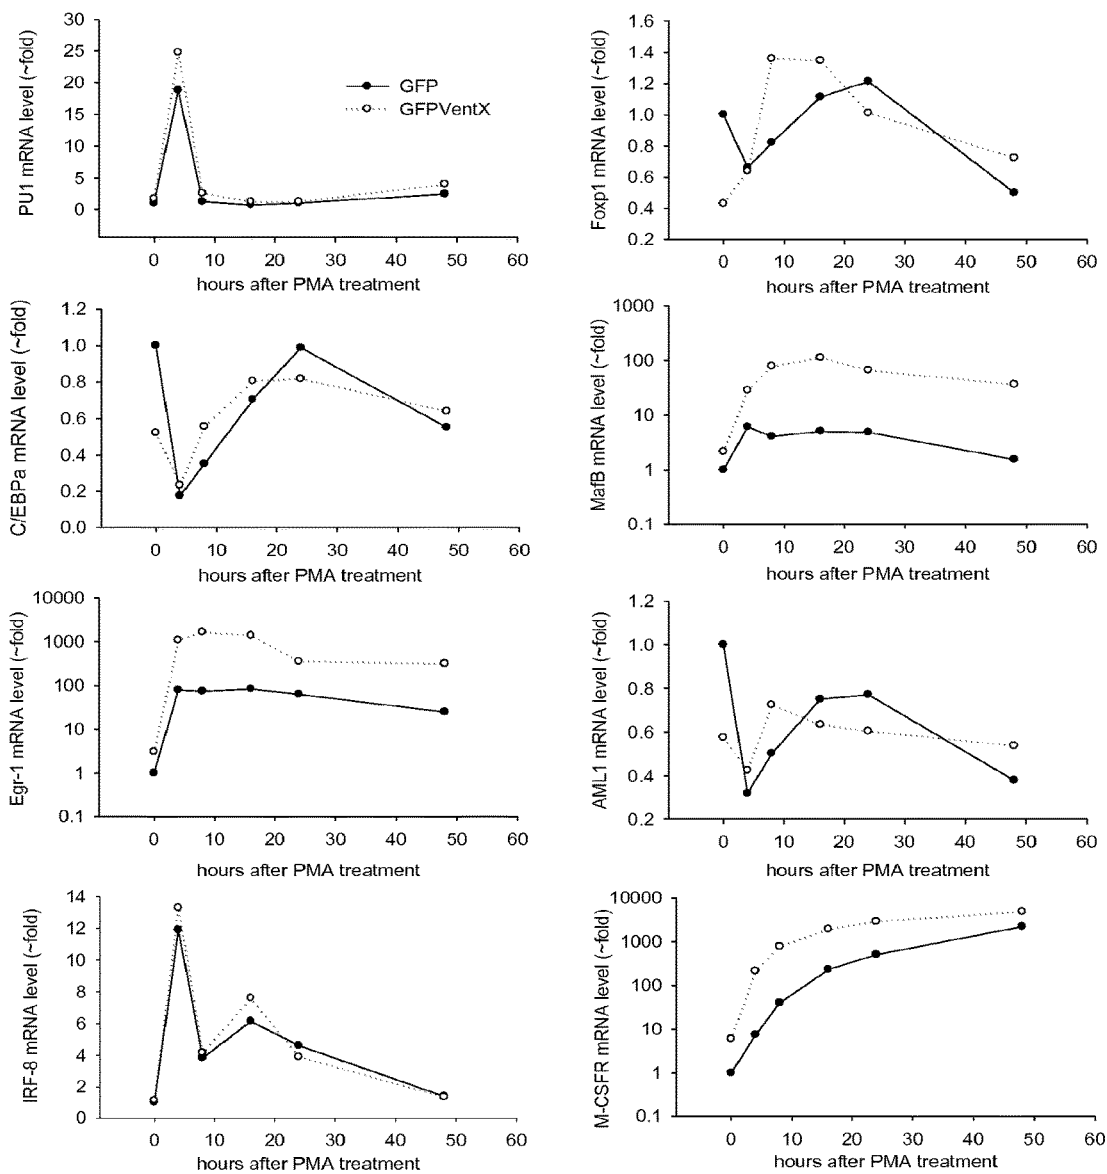 PU1 mRNA level (~fold)
30
25
20
15
10
5
0
GFP
GFPVentX
0 10 20 30 40 50 60
hours after PMA treatment
Foxp1 mRNA level (~fold)
1.6
1.4
1.2
1.0
0.8
0.6
0.4
0.2
0 10 20 30 40 50 60
hours after PMA treatment
C/EBPa mRNA level (~fold)
1.2
1.0
0.8
0.6
0.4
0.2
0.0
0 10 20 30 40 50 60
hours after PMA treatment
MafB mRNA level (~fold)
1000
100
10
1
0.1
0 10 20 30 40 50 60
hours after PMA treatment
Egr-1 mRNA level (~fold)
10000
1000
100
10
1
0.1
0 10 20 30 40 50 60
hours after PMA treatment
AML1 mRNA level (~fold)
1.2
1.0
0.8
0.6
0.4
0.2
0 10 20 30 40 50 60
hours after PMA treatment
IRF-8 mRNA level (~fold)
14
12
10
8
6
4
2
0
0 10 20 30 40 50 60
hours after PMA treatment
M-CSFR mRNA level (~fold)
10000
1000
100
10
1
0.1
0 10 20 30 40 50 60
hours after PMA treatment